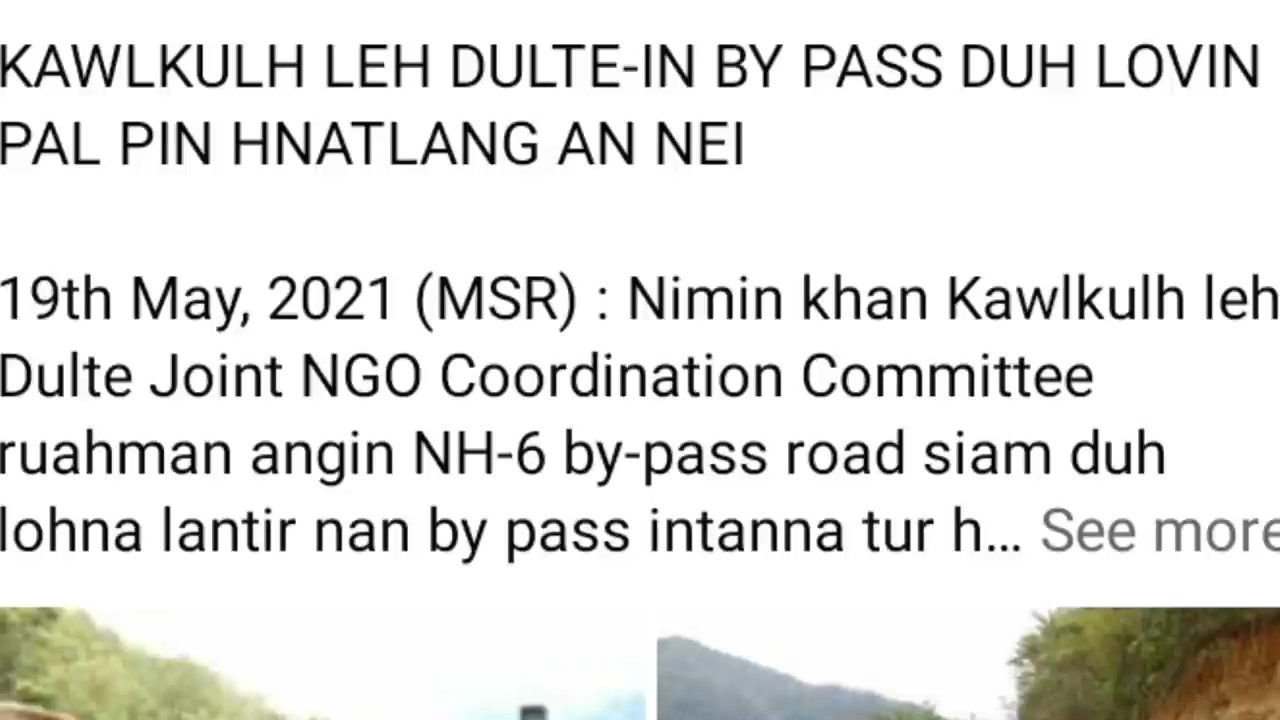 KAWLKULH LEH DULTE-IN BY PASS DUH LOVIN
PAL PIN HNATLANG AN NEI
19th May, 2021 (MSR) : Nimin khan Kawlkulh leh
Dulte Joint NGO Coordination Committee
ruahman angin NH-6 by-pass road siam duh
lohna lantir nan by pass intanna tur h... See more